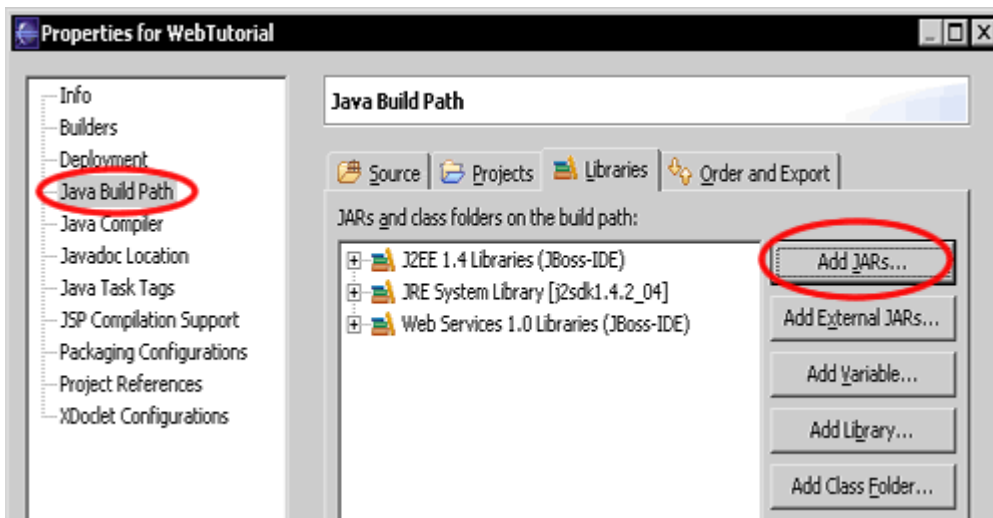 Properties for WebTutorial
Info
Builders
Deployment
Java Build Path
Java Compiler
Javadoc Location
Java Task Tags
JSP Compilation Support
Packaging Configurations
Project References
XDoclet Configurations
Java Build Path
Source
Projects
Libraries
Order and Export
JARs and class folders on the build path:
J2EE 1.4 Libraries (JBoss-IDE)
JRE System Library [j2sdk1.4.2_04]
Web Services 1.0 Libraries (JBoss-IDE)
Add JARs...
Add External JARs...
Add Variable...
Add Library...
Add Class Folder...